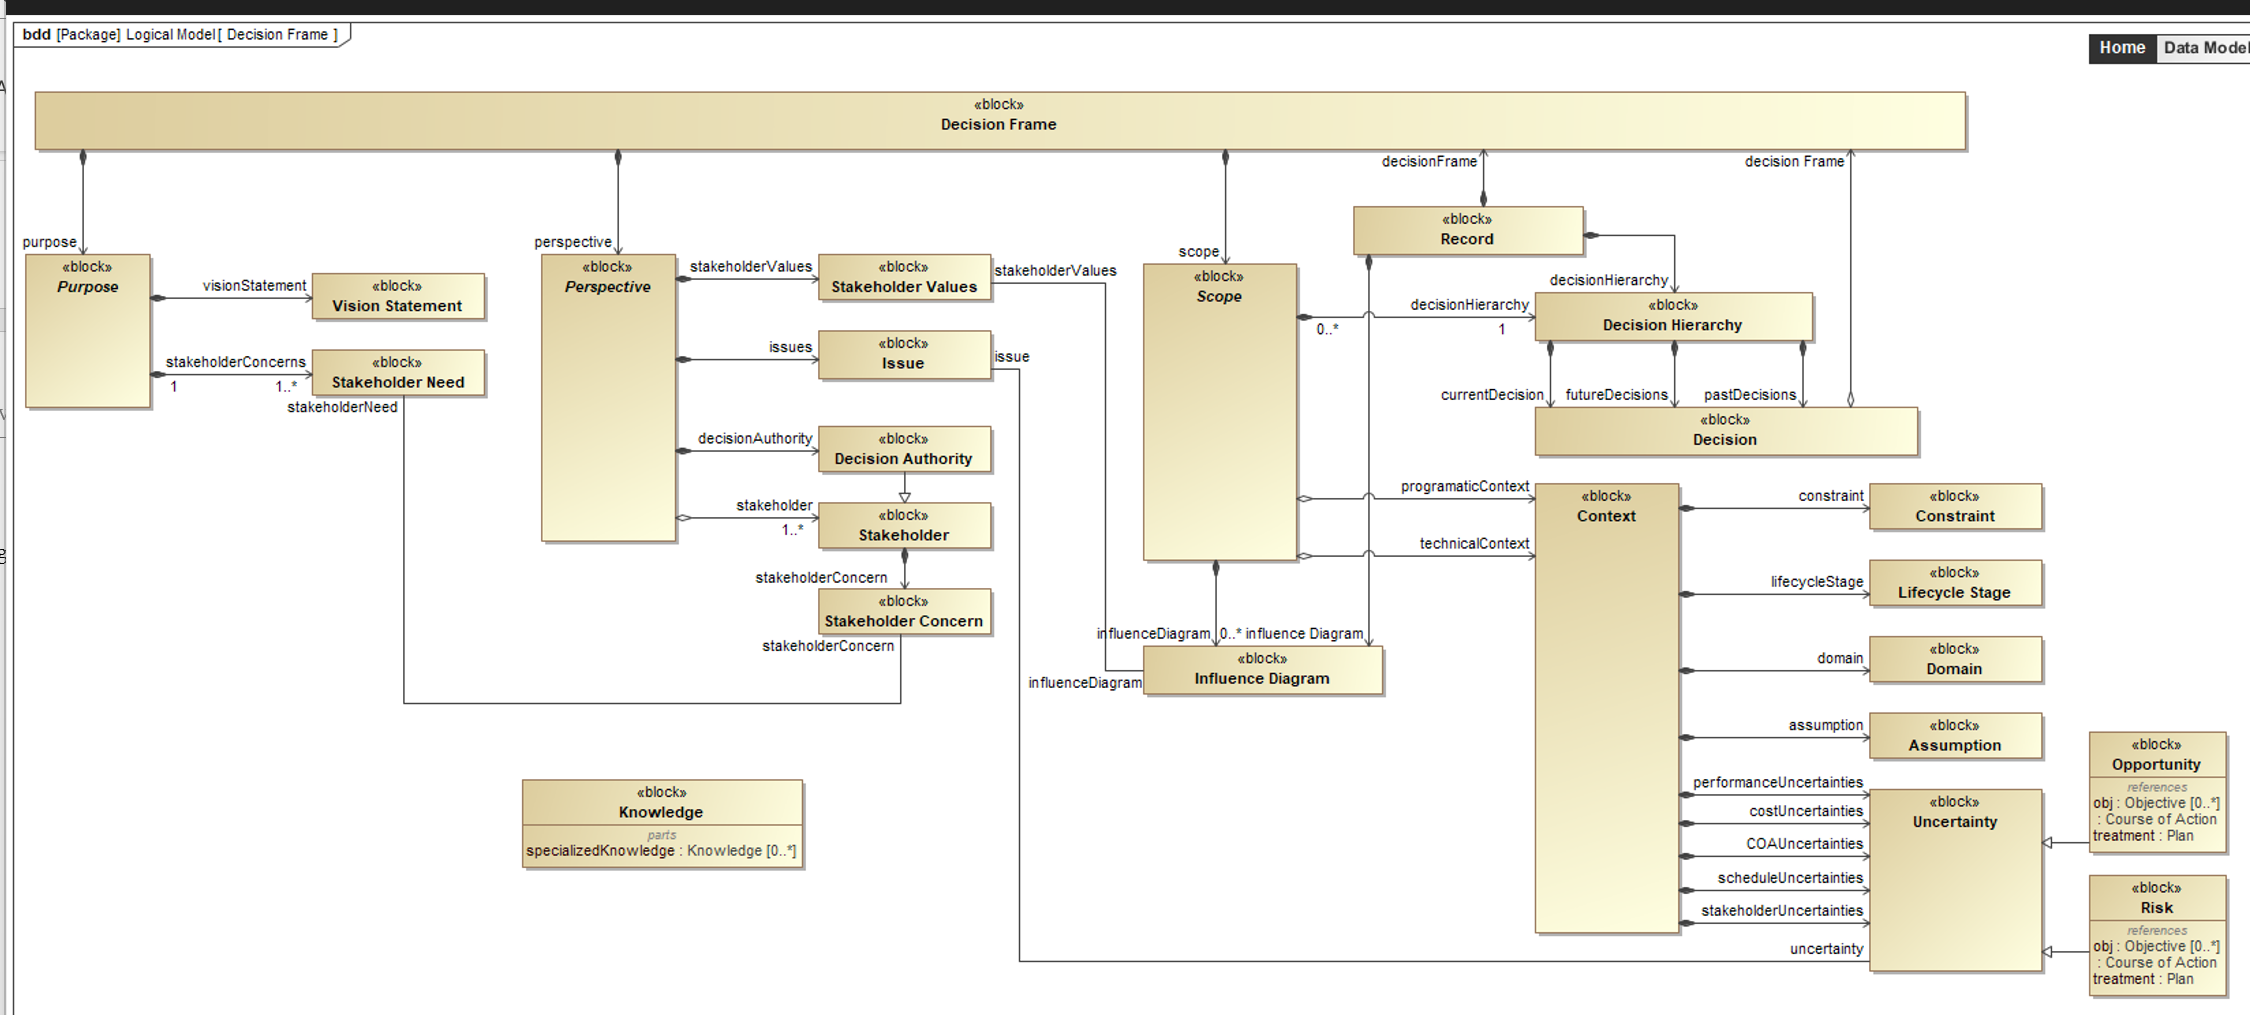 bdd [Package] Logical Model[ Decision Frame ]
Home
Data Model
«block»
Decision Frame
decisionFrame
decision Frame
«block»
Record
purpose
perspective
scope
«block»
Purpose
visionStatement
«block»
Vision Statement
stakeholderConcerns
1
1..*
«block»
Stakeholder Need
stakeholderNeed
«block»
Perspective
stakeholderValues
«block»
Stakeholder Values
stakeholderValues
issues
«block»
Issue
issue
decisionAuthority
«block»
Decision Authority
stakeholder
1..*
«block»
Stakeholder
stakeholderConcern
«block»
Stakeholder Concern
stakeholderConcern
«block»
Scope
decisionHierarchy
decisionHierarchy
0..*
1
«block»
Decision Hierarchy
currentDecision
futureDecisions
pastDecisions
«block»
Decision
programaticContext
technicalContext
influenceDiagram
0..*
influence Diagram
«block»
Influence Diagram
influenceDiagram
«block»
Context
constraint
«block»
Constraint
lifecycleStage
«block»
Lifecycle Stage
domain
«block»
Domain
assumption
«block»
Assumption
performanceUncertainties
costUncertainties
COAUncertainties
scheduleUncertainties
stakeholderUncertainties
uncertainty
«block»
Uncertainty
«block»
Opportunity
references
obj : Objective [0..*]
: Course of Action
treatment : Plan
«block»
Risk
references
obj : Objective [0..*]
: Course of Action
treatment : Plan
«block»
Knowledge
parts
specializedKnowledge : Knowledge [0..*]